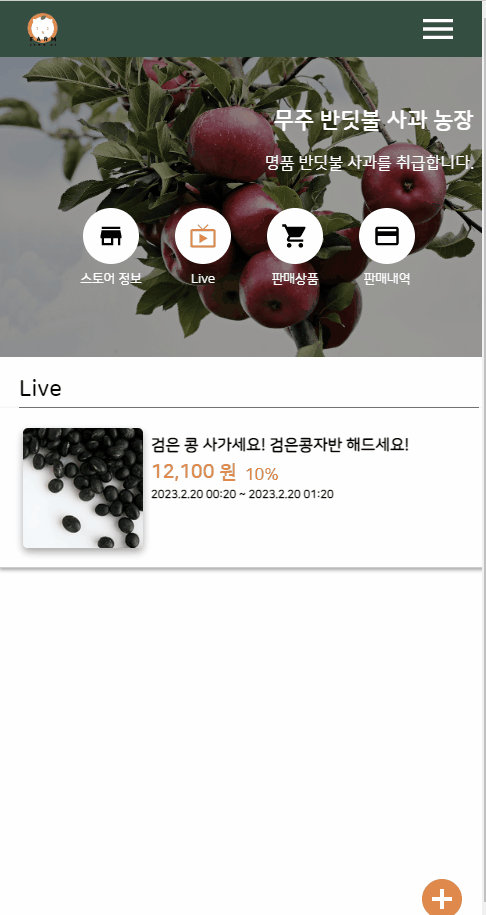 FARM
무주 반딧불 사과 농장
명품 반딧불 사과를 취급합니다.
스토어 정보 Live 판매상품 판매내역
Live
검은 콩 사가세요! 검은콩자반 해드세요!
12,100 원 10%
2023.2.20 00:20 ~ 2023.2.20 01:20